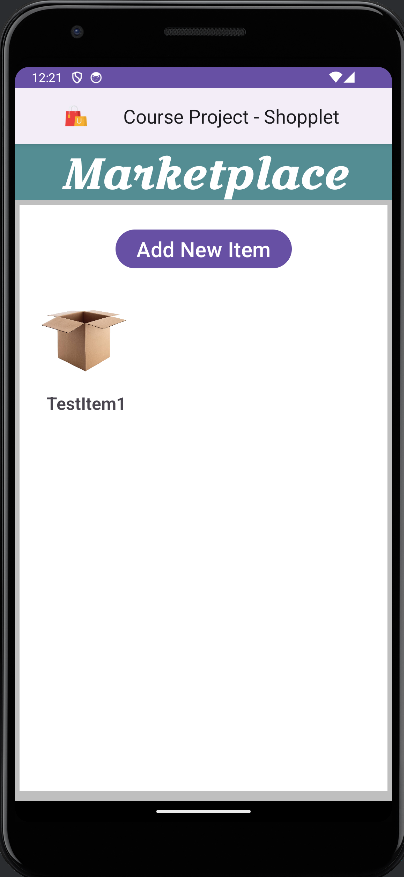 12:21
Course Project - Shopplet
Marketplace
Add New Item
TestItem1